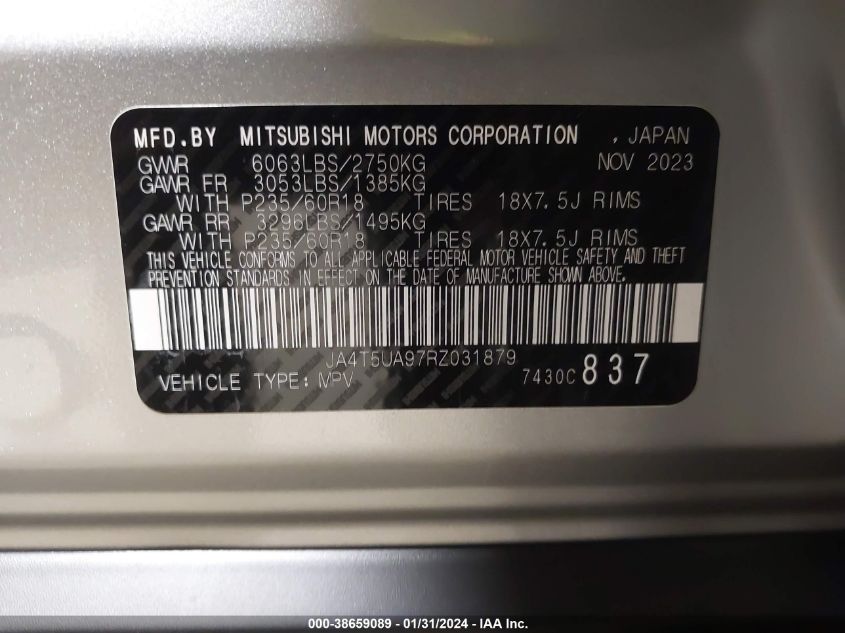 MFD.BY MITSUBISHI MOTORS CORPORATION , JAPAN
GVWR 6063LBS/2750KG NOV 2023
GAWR FR 3053LBS/1385KG
WITH P235/60R18 TIRES 18X7.5J RIMS
GAWR RR 3296LBS/1495KG
WITH P235/60R18 TIRES 18X7.5J RIMS
THIS VEHICLE CONFORMS TO ALL APPLICABLE FEDERAL MOTOR VEHICLE SAFETY AND THEFT
PREVENTION STANDARDS IN EFFECT ON THE DATE OF MANUFACTURE SHOWN ABOVE.
JA4T5UA97RZ031879
VEHICLE TYPE: MPV 7430C 837
000-38659089 - 01/31/2024 - IAA Inc.